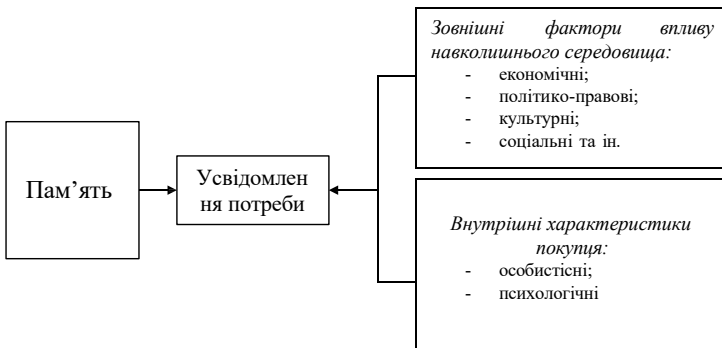 Пам’ять
Усвідомлен
ня потреби
Зовнішні фактори впливу
навколишнього середовища:
- економічні;
- політико-правові;
- культурні;
- соціальні та ін.
Внутрішні характеристики
покупця:
- особистісні;
- психологічні